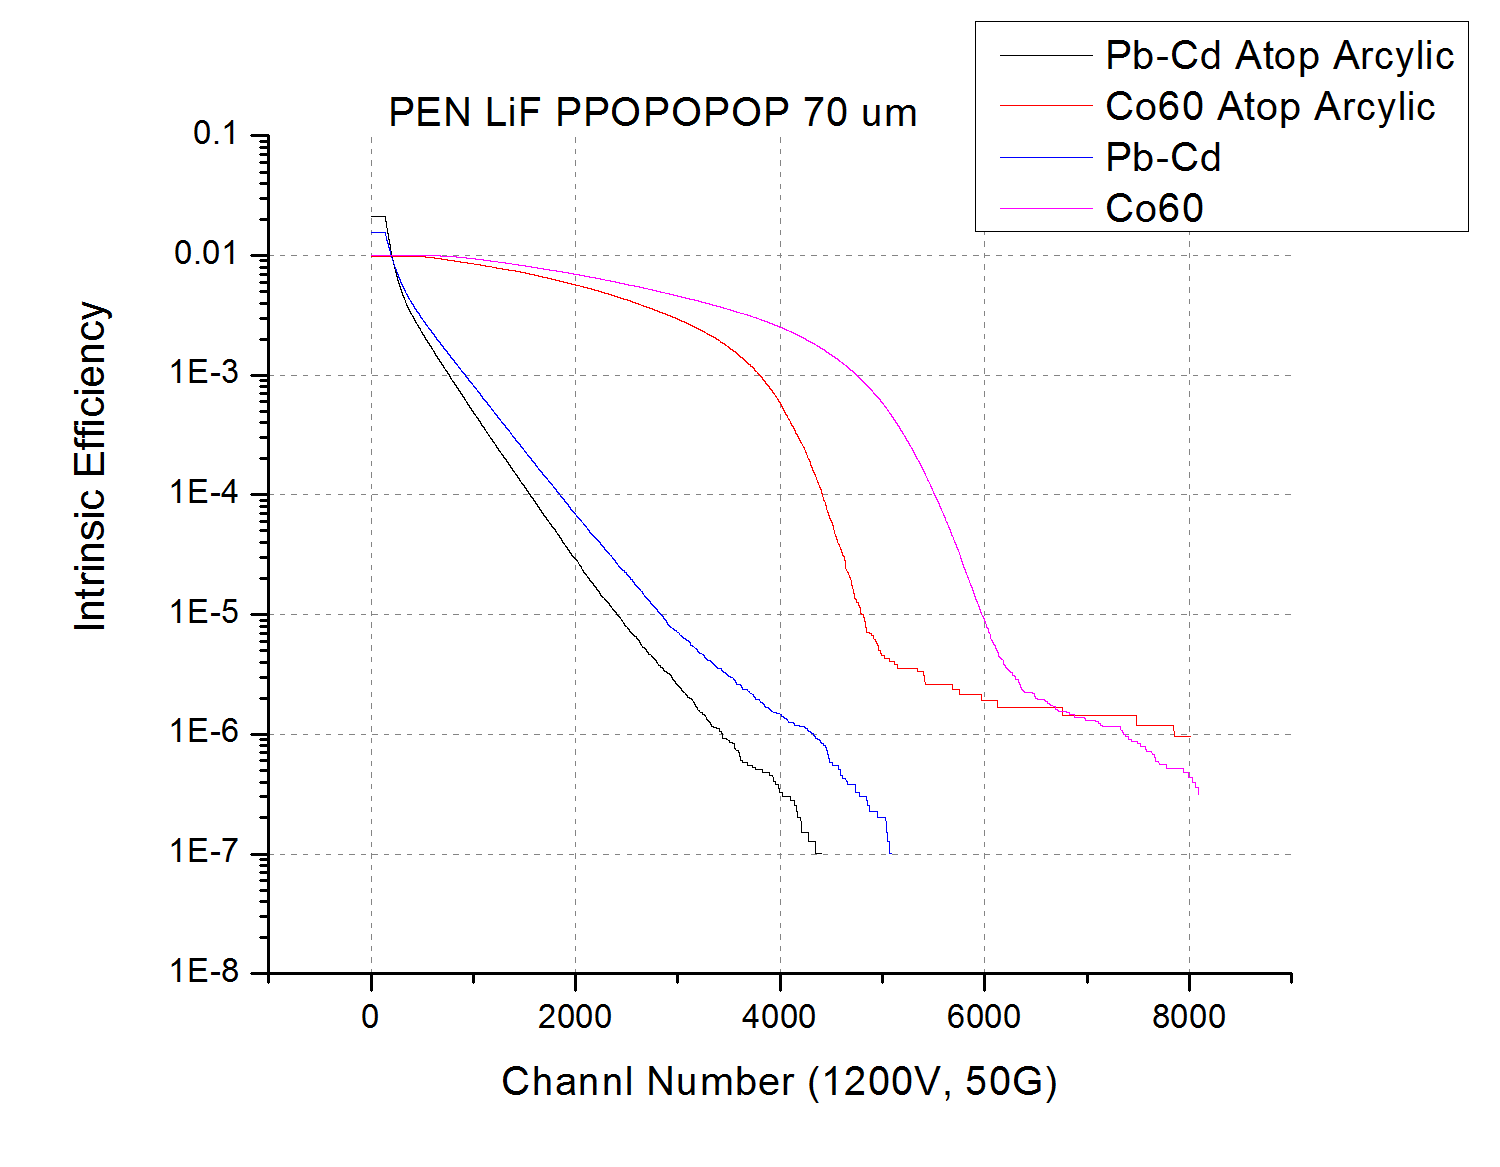 Pb-Cd Atop Arcylic
Co60 Atop Arcylic
Pb-Cd
Co60
PEN LiF PPOPOPOP 70 um
0.1
0.01
1E-3
1E-4
1E-5
1E-6
1E-7
1E-8
Intrinsic Efficiency
0 2000 4000 6000 8000
Channl Number (1200V, 50G)